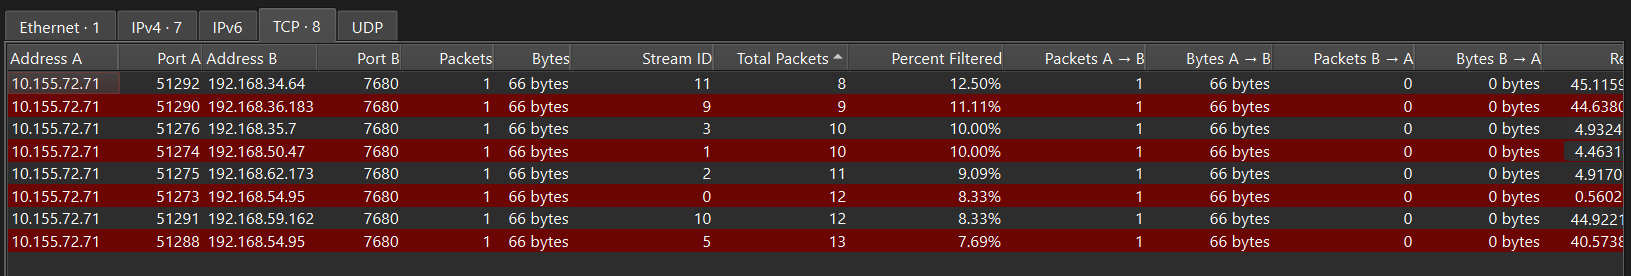 Ethernet · 1 IPv4 · 7 IPv6 TCP · 8 UDP
Address A Port A Address B Port B Packets Bytes Stream ID Total Packets Percent Filtered Packets A → B Bytes A → B Packets B → A Bytes B → A Re
10.155.72.71 51292 192.168.34.64 7680 1 66 bytes 11 8 12.50% 1 66 bytes 0 0 bytes 45.1159
10.155.72.71 51290 192.168.36.183 7680 1 66 bytes 9 9 11.11% 1 66 bytes 0 0 bytes 44.6380
10.155.72.71 51276 192.168.35.7 7680 1 66 bytes 3 10 10.00% 1 66 bytes 0 0 bytes 4.9324
10.155.72.71 51274 192.168.50.47 7680 1 66 bytes 1 10 10.00% 1 66 bytes 0 0 bytes 4.4631
10.155.72.71 51275 192.168.62.173 7680 1 66 bytes 2 11 9.09% 1 66 bytes 0 0 bytes 4.9170
10.155.72.71 51273 192.168.54.95 7680 1 66 bytes 0 12 8.33% 1 66 bytes 0 0 bytes 0.5602
10.155.72.71 51291 192.168.59.162 7680 1 66 bytes 10 12 8.33% 1 66 bytes 0 0 bytes 44.9221
10.155.72.71 51288 192.168.54.95 7680 1 66 bytes 5 13 7.69% 1 66 bytes 0 0 bytes 40.5738